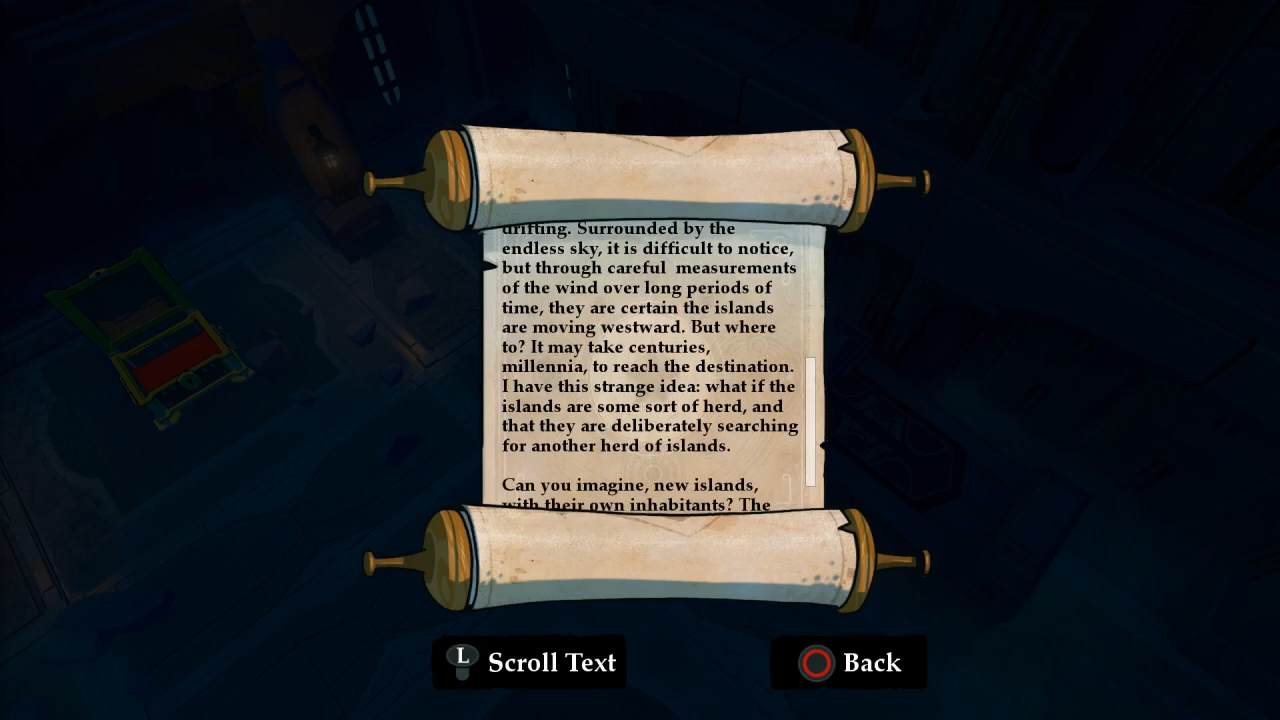 drifting. Surrounded by the
endless sky, it is difficult to notice,
but through careful  measurements
of the wind over long periods of
time, they are certain the islands
are moving westward. But where
to? It may take centuries,
millennia, to reach the destination.
I have this strange idea: what if the
islands are some sort of herd, and
that they are deliberately searching
for another herd of islands.
Can you imagine, new islands,
with their own inhabitants? The
L Scroll Text
Back